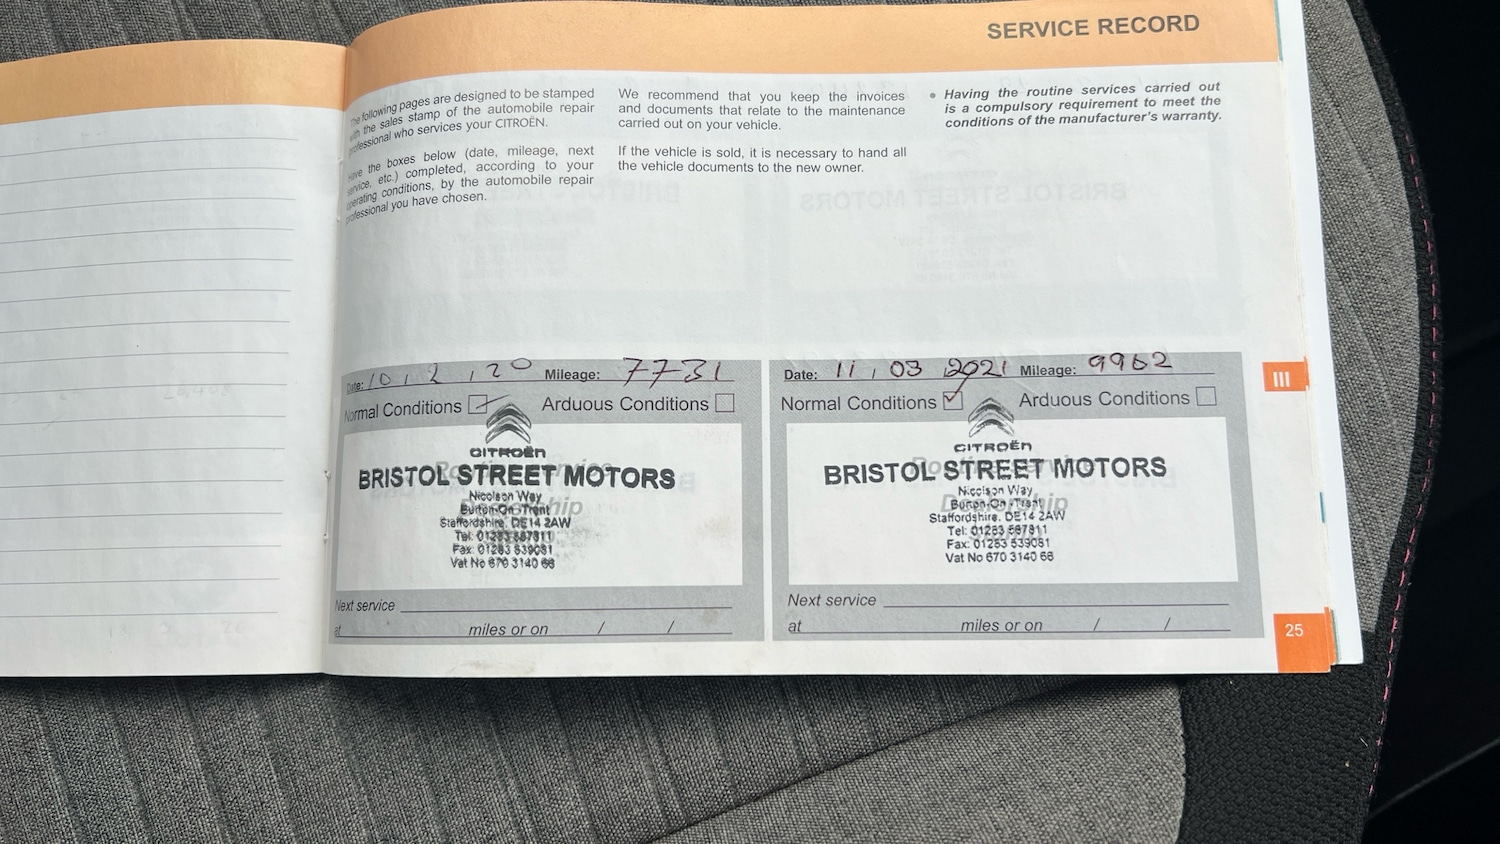 SERVICE RECORD
The following pages are designed to be stamped
with the sales stamp of the automobile repair
professional who services your CITROËN.
Have the boxes below (date, mileage, next
service, etc.) completed, according to your
operating conditions, by the automobile repair
professional you have chosen.
We recommend that you keep the invoices
and documents that relate to the maintenance
carried out on your vehicle.
If the vehicle is sold, it is necessary to hand all
the vehicle documents to the new owner.
• Having the routine services carried out
is a compulsory requirement to meet the
conditions of the manufacturer's warranty.
Date: 10, 2, 20 Mileage: 7731
Normal Conditions Arduous Conditions
CITROËN
BRISTOL STREET MOTORS
Nicolson Way
Burton-On-Trent
Staffordshire. DE14 2AW
Tel: 01283 567811
Fax: 01283 539081
Vat No 670 3140 66
Next service
at miles or on / /
Date: 11, 03 2021 Mileage: 9962
Normal Conditions Arduous Conditions
CITROËN
BRISTOL STREET MOTORS
Nicolson Way
Burton-On-Trent
Staffordshire. DE14 2AW
Tel: 01283 567811
Fax: 01283 539081
Vat No 670 3140 66
Next service
at miles or on / /
III
25